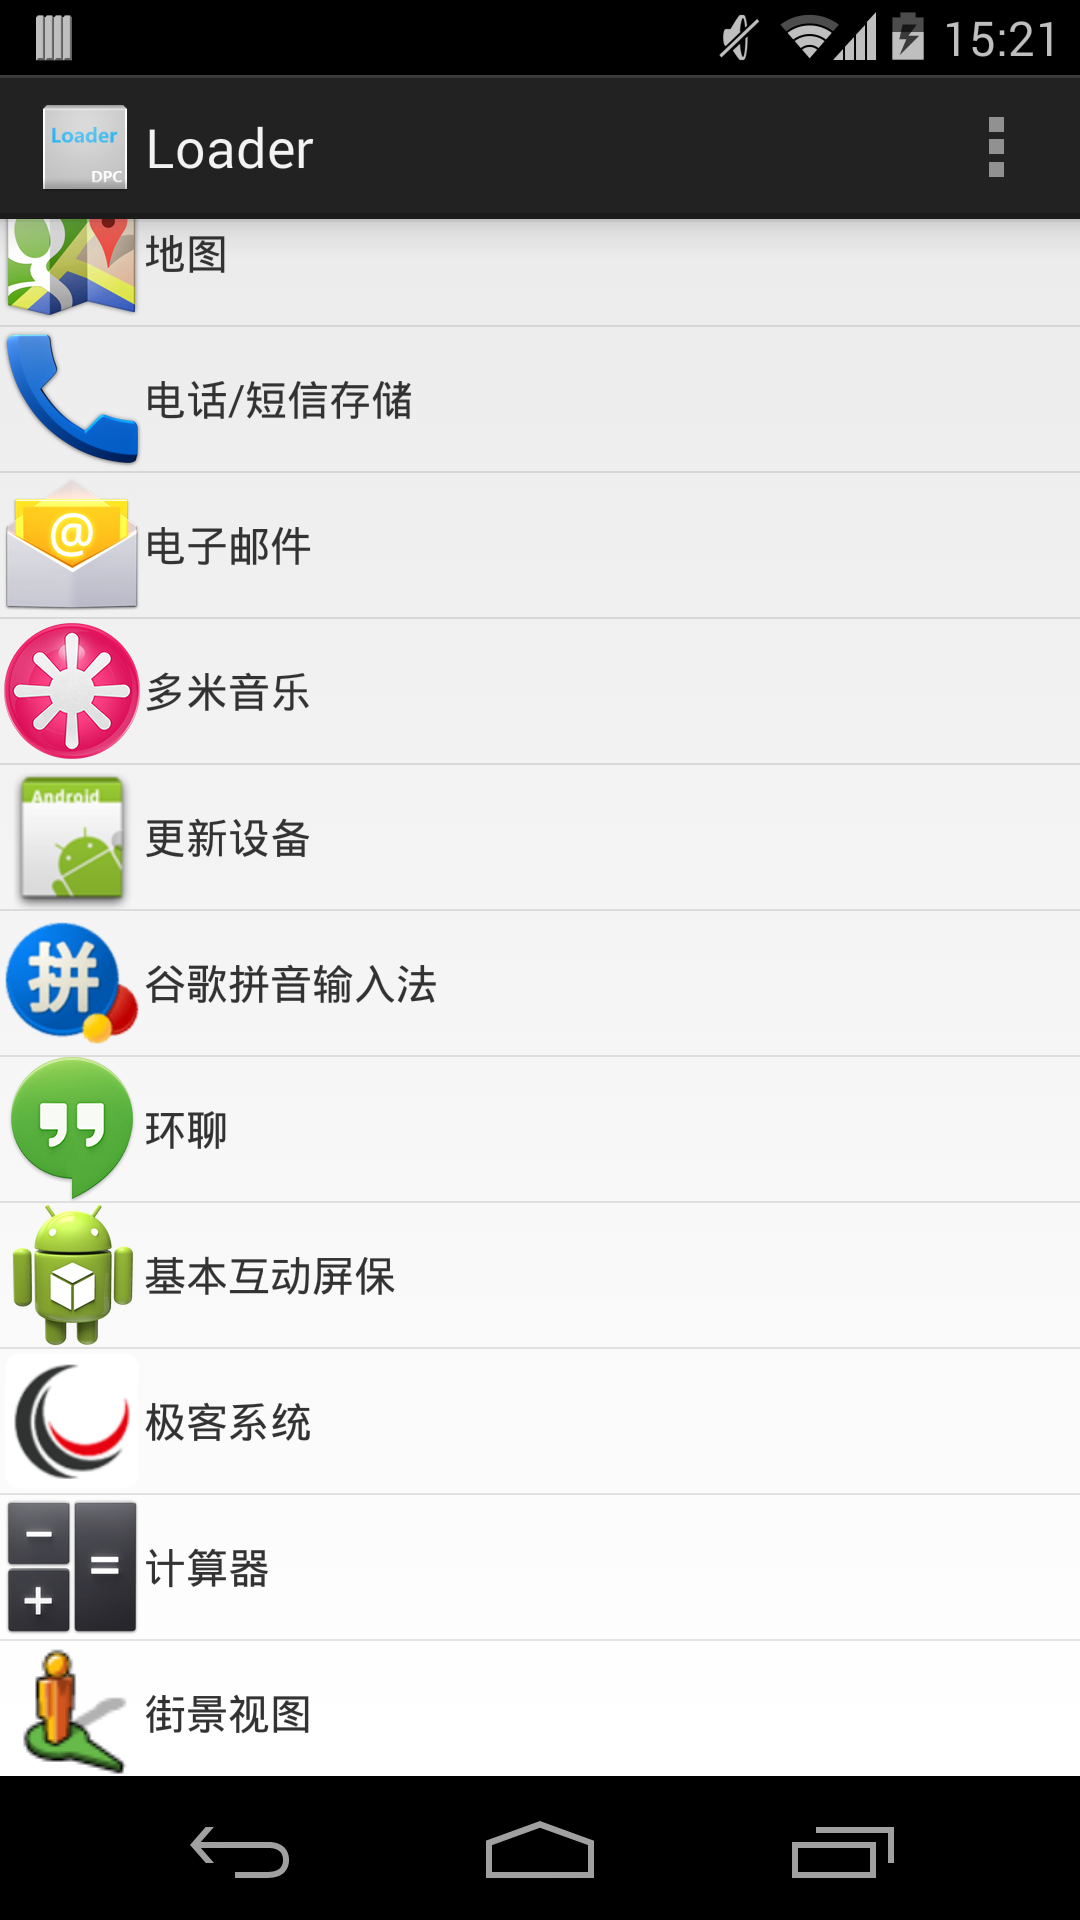 15:21
Loader
DPC
Loader
地图
电话/短信存储
@
电子邮件
多米音乐
Android
更新设备
拼
谷歌拼音输入法
环聊
基本互动屏保
极客系统
计算器
街景视图